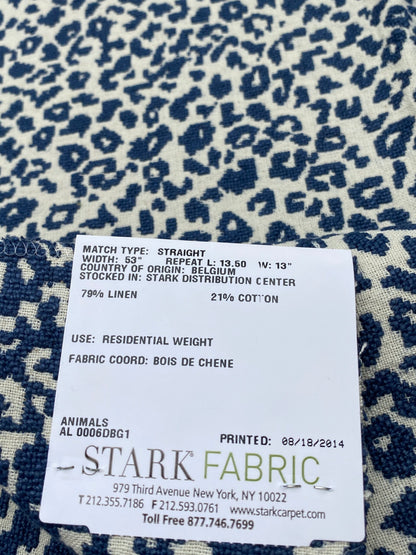 MATCH TYPE: STRAIGHT
WIDTH: 53" REPEAT L: 13.50 W: 13"
COUNTRY OF ORIGIN: BELGIUM
STOCKED IN: STARK DISTRIBUTION CENTER
79% LINEN 21% COTTON
USE: RESIDENTIAL WEIGHT
FABRIC COORD: BOIS DE CHENE
ANIMALS
AL 0006DBG1 PRINTED: 08/18/2014
STARK® FABRIC
979 Third Avenue New York, NY 10022
T 212.355.7186 F 212.593.0761 www.starkcarpet.com
Toll Free 877.746.7699